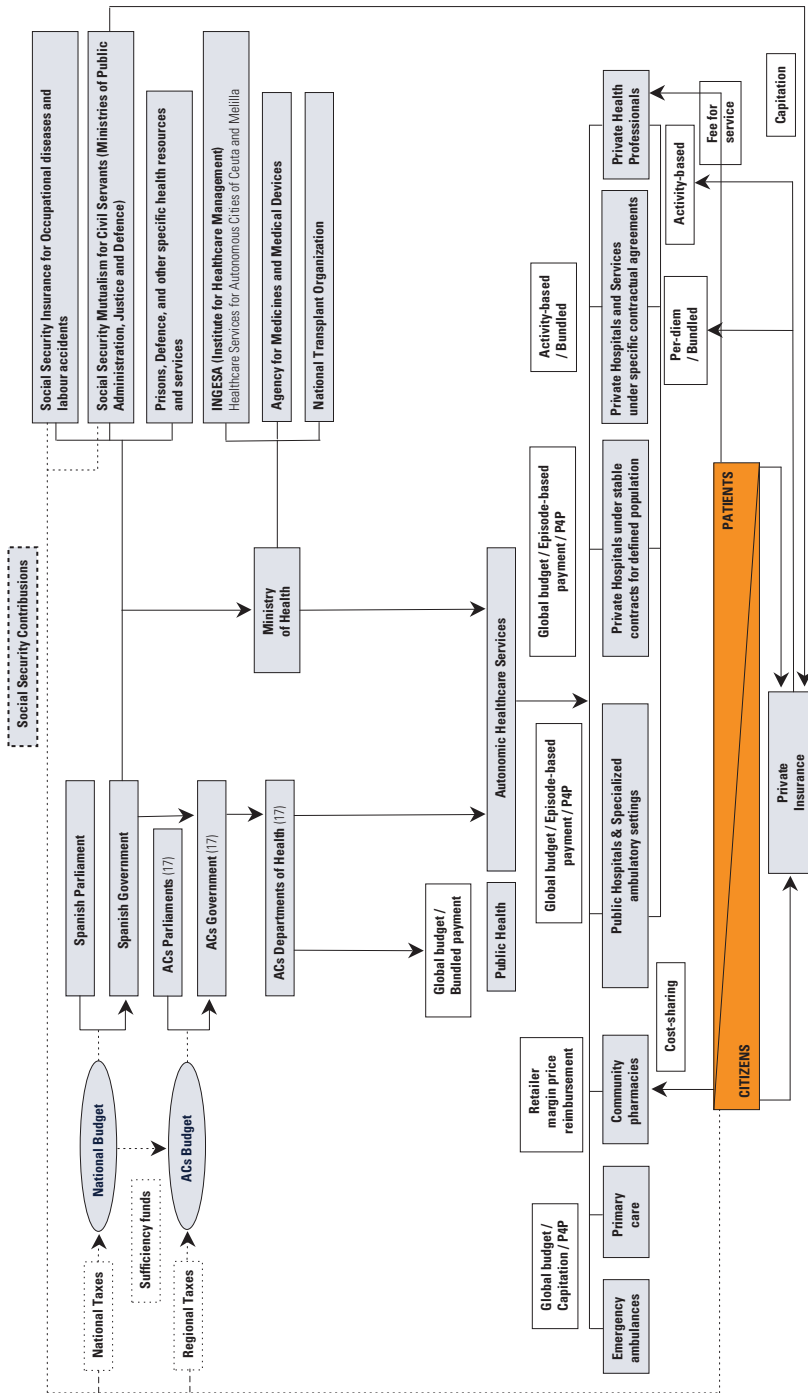 Social Security Contribusions
National Taxes
Sufficiency funds
Regional Taxes
National Budget
ACs Budget
Spanish Parliament
Spanish Government
ACs Parliaments (17)
ACs Government (17)
ACs Departments of Health (17)
Ministry
of Health
Social Security Insurance for Occupational diseases and
labour accidents
Social Security Mutualism for Civil Servants (Ministries of Public
Administration, Justice and Defence)
Prisons, Defence, and other specific health resources
and services
INGESA (Institute for Healthcare Management)
Healthcare Services for Autonomous Cities of Ceuta and Melilla
Agency for Medicines and Medical Devices
National Transplant Organization
Global budget /
Bundled payment
Public Health
Autonomic Healthcare Services
Global budget /
Capitation / P4P
Retailer
margin price
reimbursement
Global budget / Episode-based
payment / P4P
Global budget / Episode-based
payment / P4P
Activity-based
/ Bundled
Emergency
ambulances
Primary
care
Community
pharmacies
Public Hospitals & Specialized
ambulatory settings
Private Hospitals under stable
contracts for defined population
Private Hospitals and Services
under specific contractual agreements
Private Health
Professionals
Cost-sharing
Per-diem /
Bundled
Activity-based
Fee for
service
CITIZENS
PATIENTS
Private
Insurance
Capitation